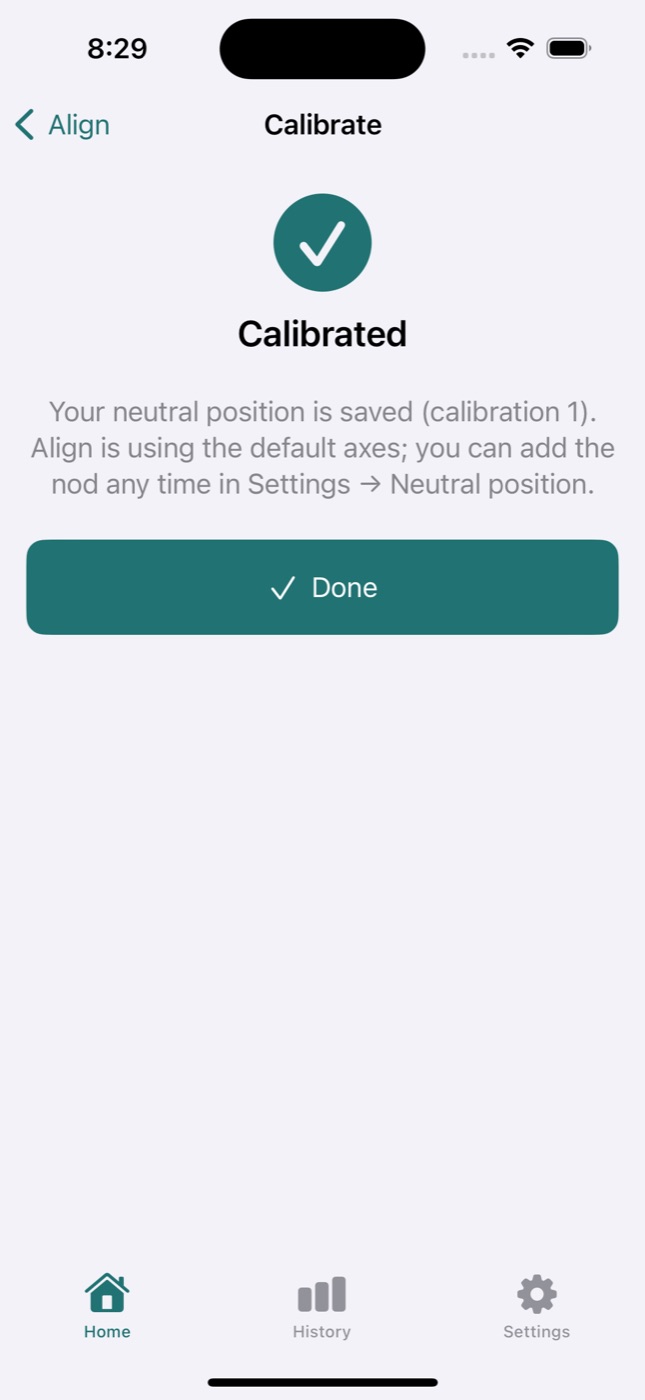 8:29
Align
Calibrate
Calibrated
Your neutral position is saved (calibration 1).
Align is using the default axes; you can add the
nod any time in Settings → Neutral position.
Done
Home
History
Settings